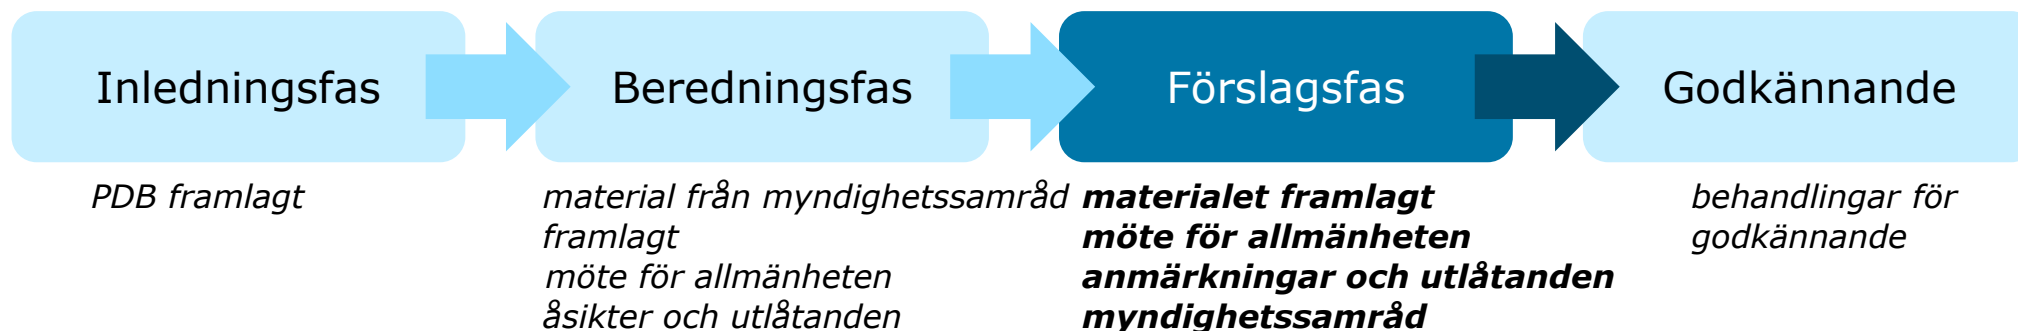 Inledningsfas
Beredningsfas
Förslagsfas
Godkännande
PDB framlagt
material från myndighetssamråd
framlagt
möte för allmänheten
åsikter och utlåtanden
materialet framlagt
möte för allmänheten
anmärkningar och utlåtanden
myndighetssamråd
behandlingar för
godkännande